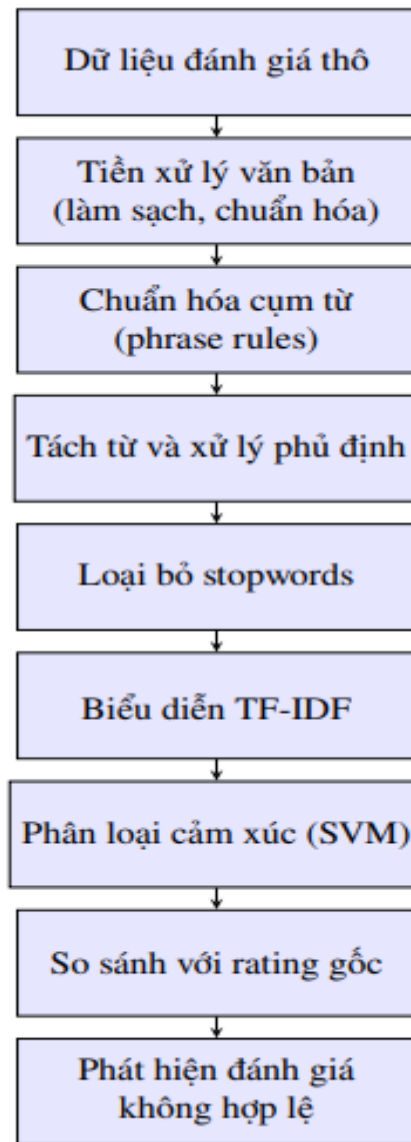 Dữ liệu đánh giá thô
Tiền xử lý văn bản
(làm sạch, chuẩn hóa)
Chuẩn hóa cụm từ
(phrase rules)
Tách từ và xử lý phủ định
Loại bỏ stopwords
Biểu diễn TF-IDF
Phân loại cảm xúc (SVM)
So sánh với rating gốc
Phát hiện đánh giá
không hợp lệ